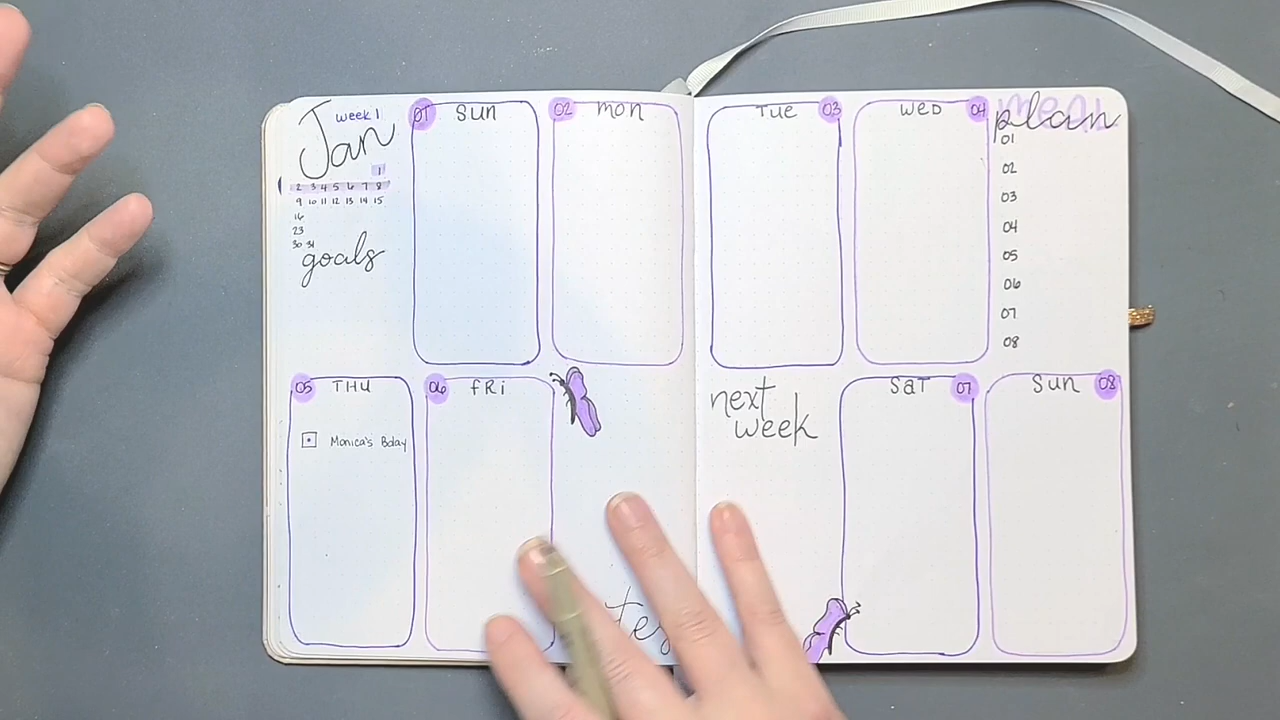 Jan
week 1
1
2 3 4 5 6 7 8
9 10 11 12 13 14 15
16
23
30 31
goals
01 Sun
02 mon
Tue 03
WED 04
menu
plan
01
02
03
04
05
06
07
08
05 THU
Monica's Bday
06 fRi
next
week
SaT 07
Sun 08